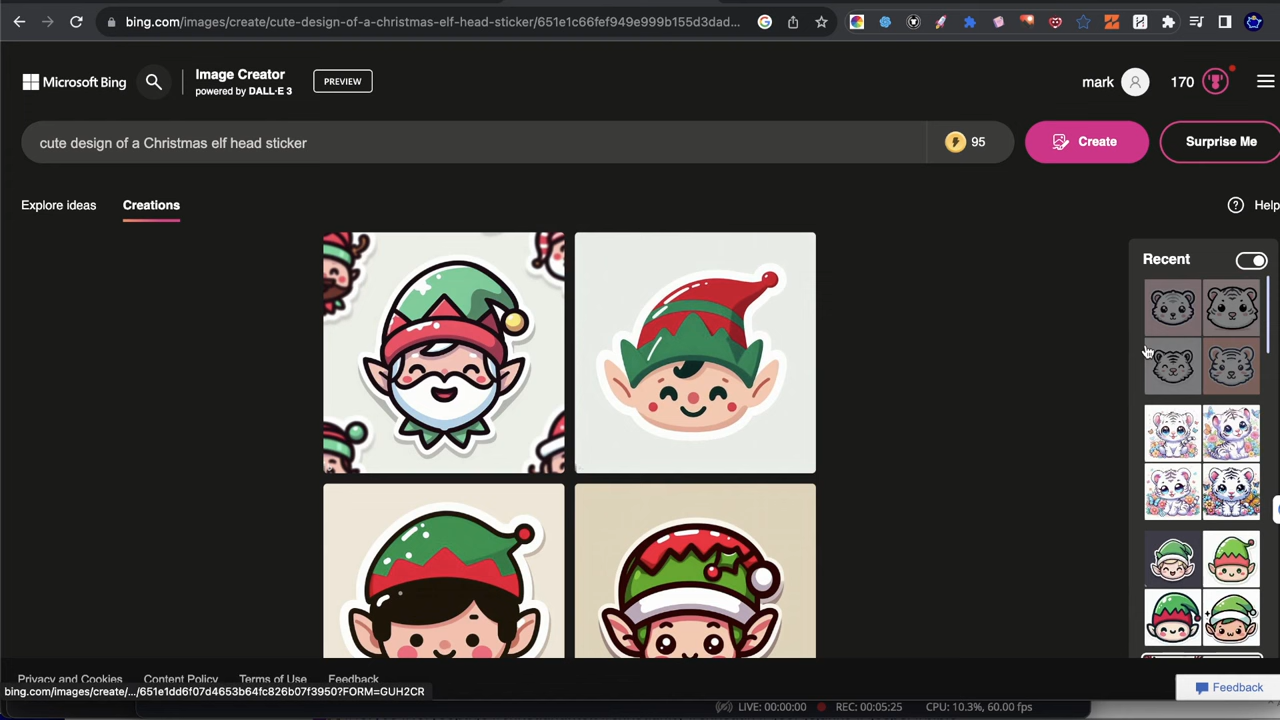 bing.com/images/create/cute-design-of-a-christmas-elf-head-sticker/651e1c66fef949e999b155d3dad...
Microsoft Bing
Image Creator
powered by DALL·E 3
PREVIEW
mark
170
cute design of a Christmas elf head sticker
95
Create
Surprise Me
Explore ideas
Creations
Help
Recent
Privacy and Cookies
Content Policy
Terms of Use
Feedback
bing.com/images/create/.../651e1dd6f07d4653b64fc826b07f3950?FORM=GUH2CR
Feedback
LIVE: 00:00:00
REC: 00:05:25
CPU: 10.3%, 60.00 fps